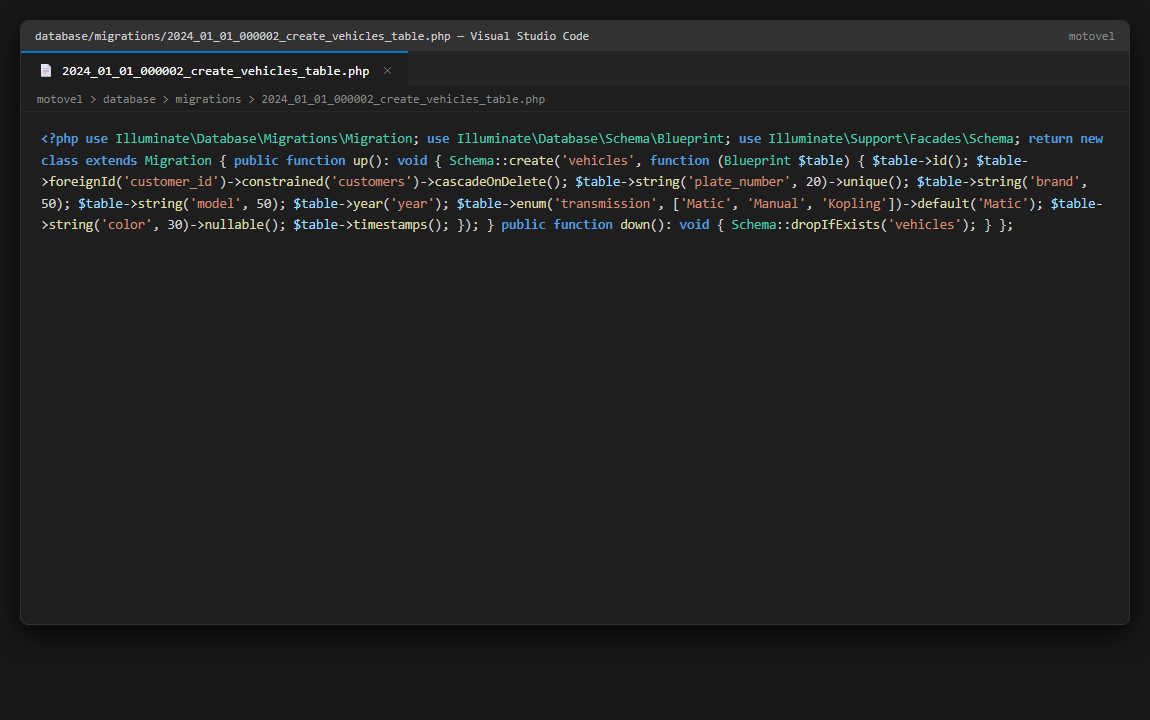 database/migrations/2024_01_01_000002_create_vehicles_table.php — Visual Studio Code
motovel
2024_01_01_000002_create_vehicles_table.php ×
motovel > database > migrations > 2024_01_01_000002_create_vehicles_table.php
<?php use Illuminate\Database\Migrations\Migration; use Illuminate\Database\Schema\Blueprint; use Illuminate\Support\Facades\Schema; return new
class extends Migration { public function up(): void { Schema::create('vehicles', function (Blueprint $table) { $table->id(); $table-
>foreignId('customer_id')->constrained('customers')->cascadeOnDelete(); $table->string('plate_number', 20)->unique(); $table->string('brand',
50); $table->string('model', 50); $table->year('year'); $table->enum('transmission', ['Matic', 'Manual', 'Kopling'])->default('Matic'); $table-
>string('color', 30)->nullable(); $table->timestamps(); }); } public function down(): void { Schema::dropIfExists('vehicles'); } };